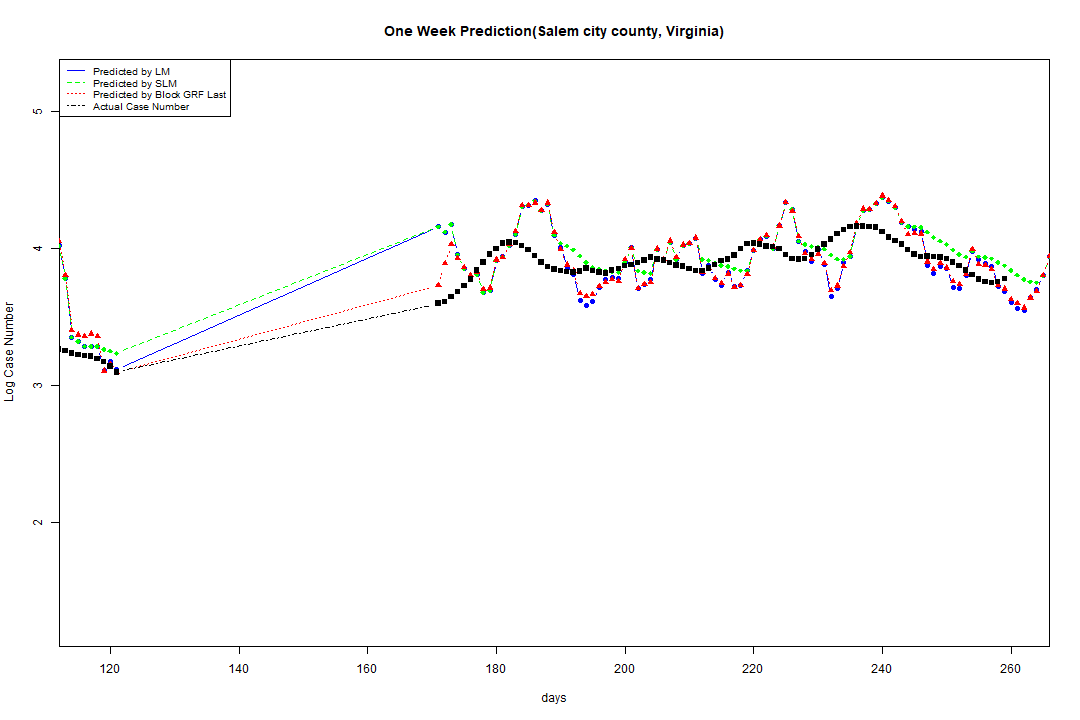 One Week Prediction(Salem city county, Virginia)
Predicted by LM
Predicted by SLM
Predicted by Block GRF Last
Actual Case Number
5
4
3
2
Log Case Number
120 140 160 180 200 220 240 260
days